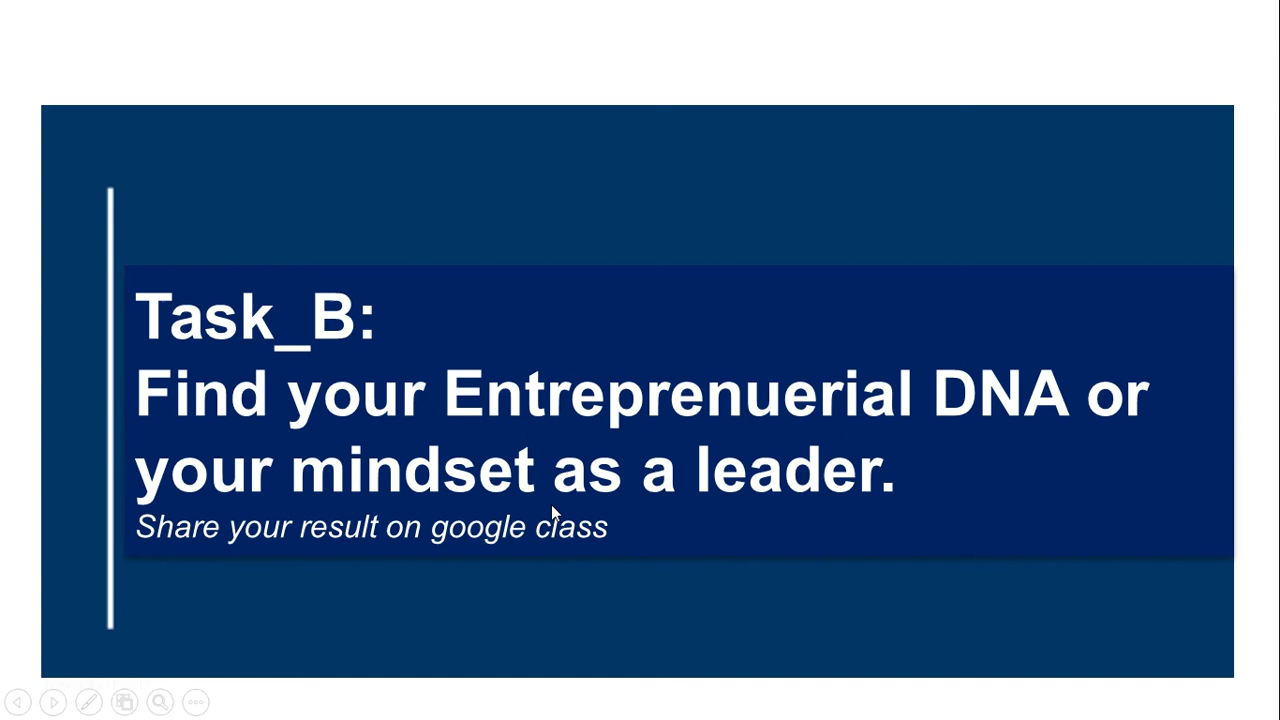 Task_B:
Find your Entreprenuerial DNA or
your mindset as a leader.
Share your result on google class